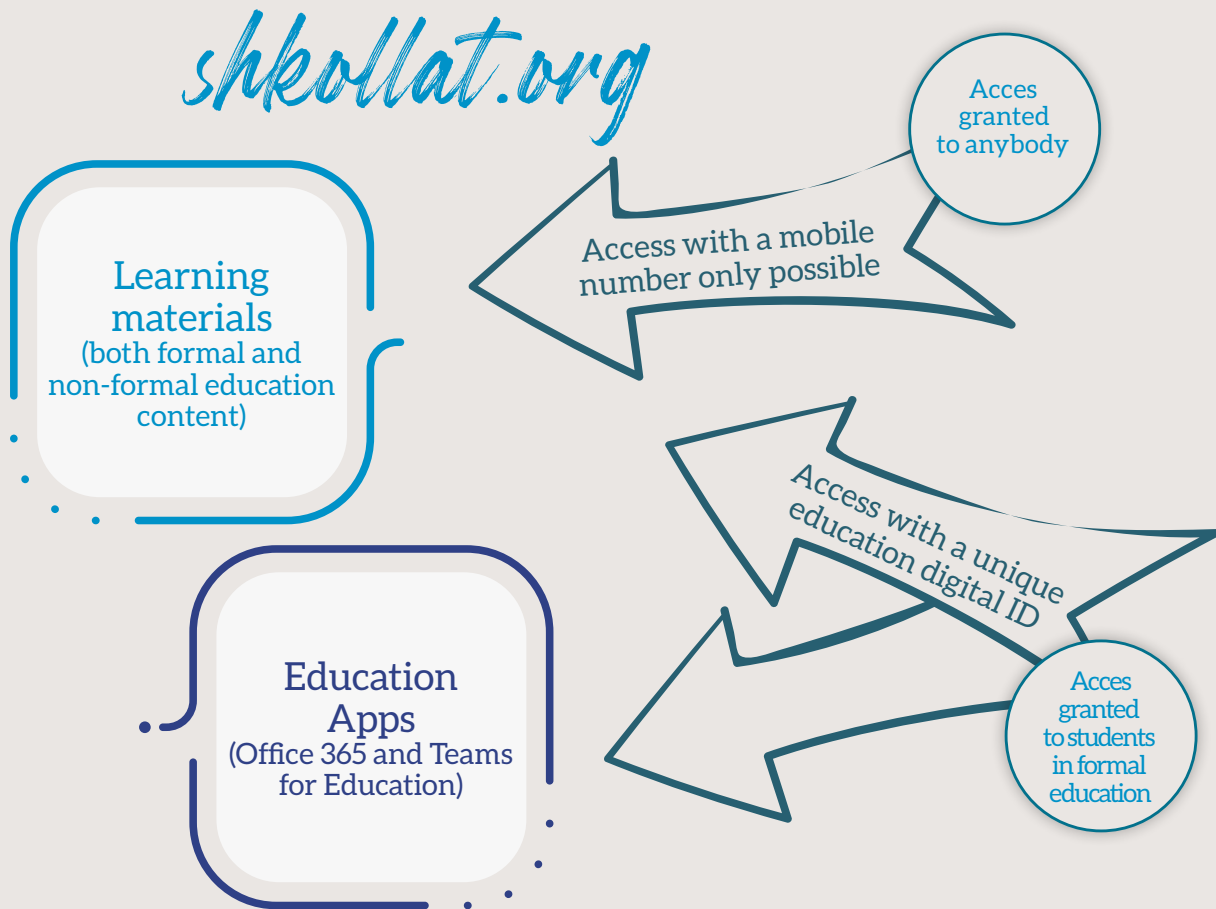 shkollat.org
Acces
granted
to anybody
Access with a mobile
number only possible
Learning
materials
(both formal and
non-formal education
content)
Access with a unique
education digital ID
Education
Apps
(Office 365 and Teams
for Education)
Acces
granted
to students
in formal
education